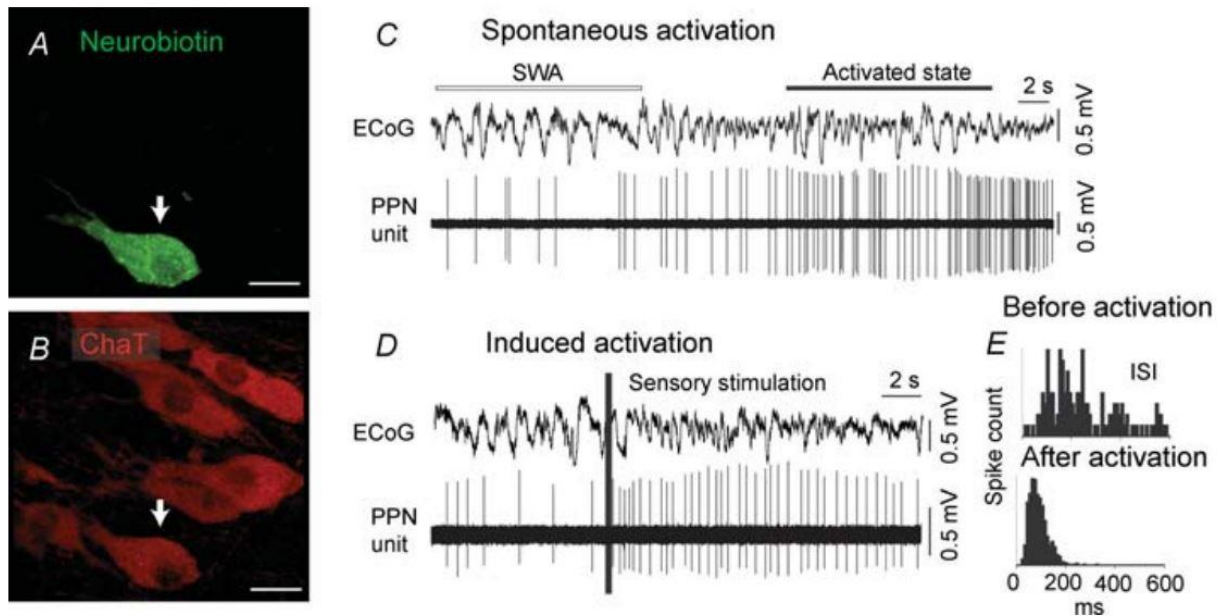 A Neurobiotin
B ChaT
C Spontaneous activation
SWA
Activated state
2 s
ECoG
0.5 mV
PPN
unit
0.5 mV
D Induced activation
Sensory stimulation
2 s
ECoG
0.5 mV
PPN
unit
0.5 mV
Before activation
E
ISI
Spike count
After activation
0 200 400 600
ms